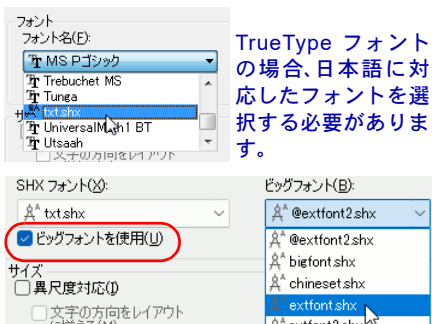 フォント
フォント名(F):
MS Pゴシック
Trebuchet MS
Tunga
txt.shx
UniversalMath1 BT
Utsaah
文字の方向をレイアウト
TrueType フォント
の場合、日本語に対
応したフォントを選
択する必要がありま
す。
SHX フォント(X):
txt.shx
ビッグフォントを使用(U)
サイズ
異尺度対応(I)
文字の方向をレイアウト
ビッグフォント(B):
@extfont2.shx
@extfont2.shx
bigfont.shx
chineset.shx
extfont.shx
extfont2.shx